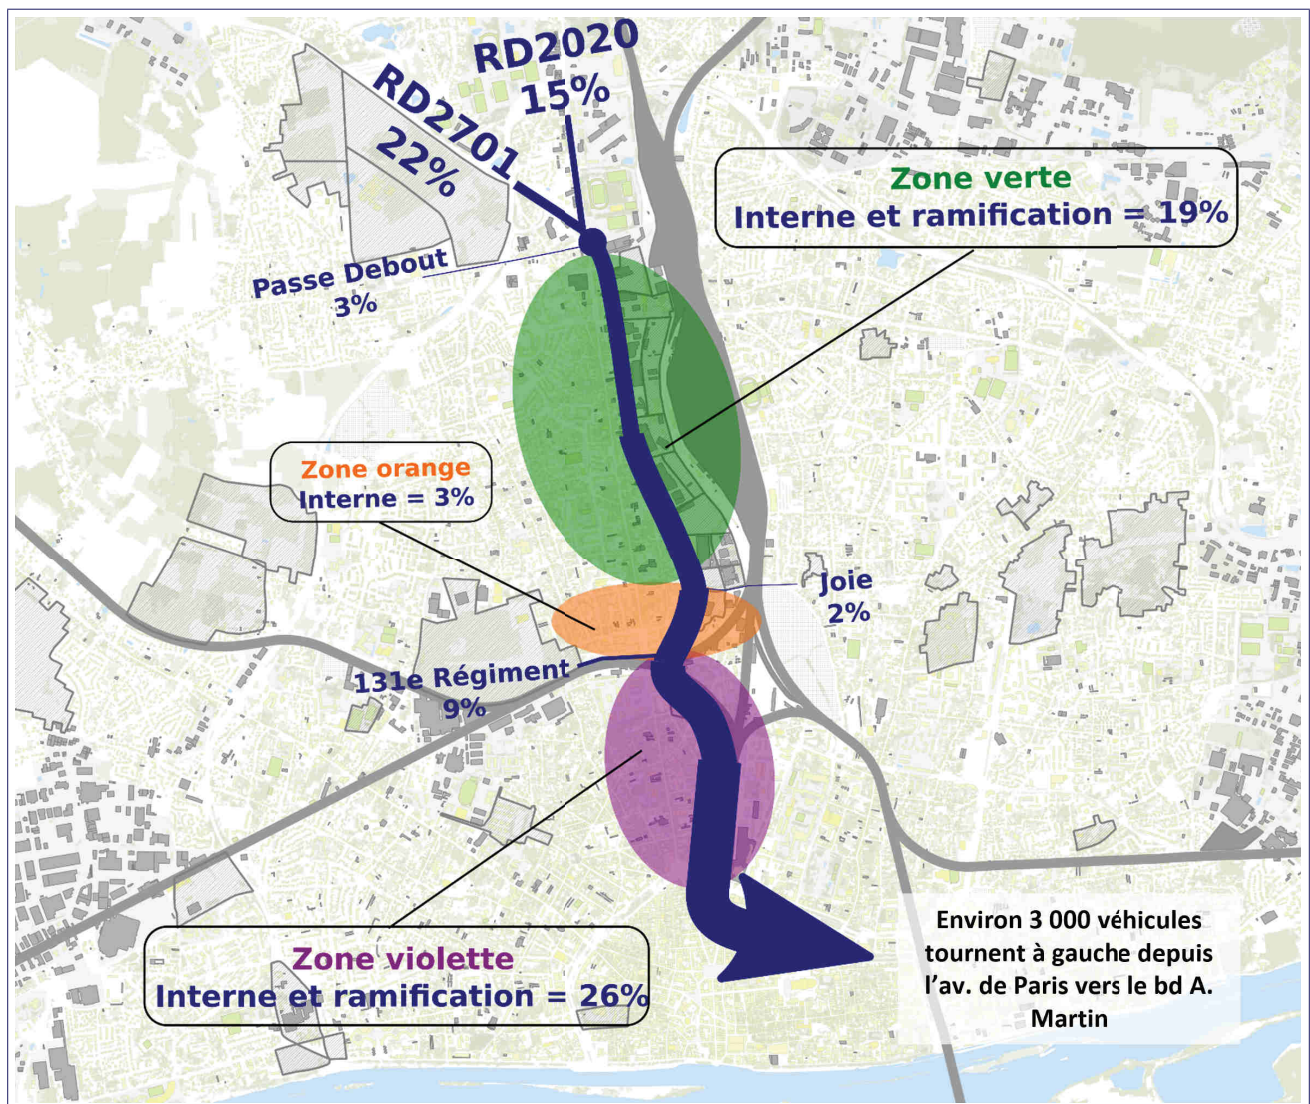 RD2020
15%
RD2701
22%
Zone verte
Interne et ramification = 19%
Passe Debout
3%
Zone orange
Interne = 3%
Joie
2%
131e Régiment
9%
Zone violette
Interne et ramification = 26%
Environ 3 000 véhicules
tournent à gauche depuis
l'av. de Paris vers le bd A.
Martin